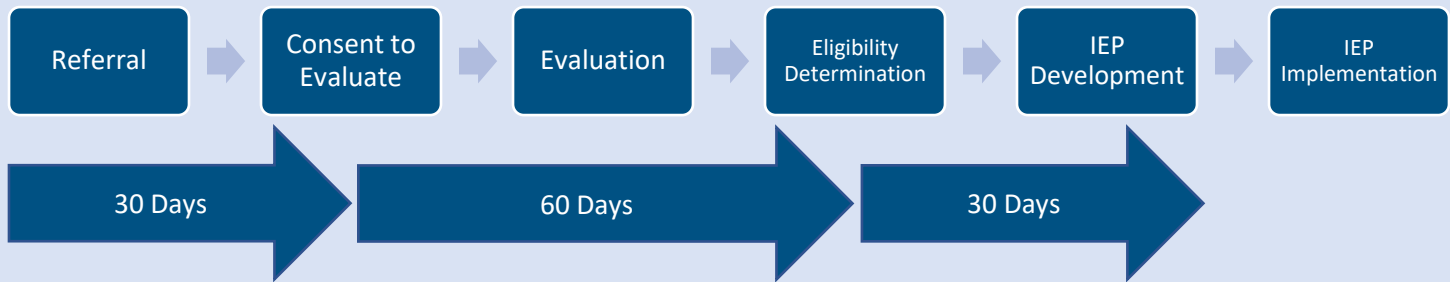 Referral
Consent to
Evaluate
Evaluation
Eligibility
Determination
IEP
Development
IEP
Implementation
30 Days
60 Days
30 Days